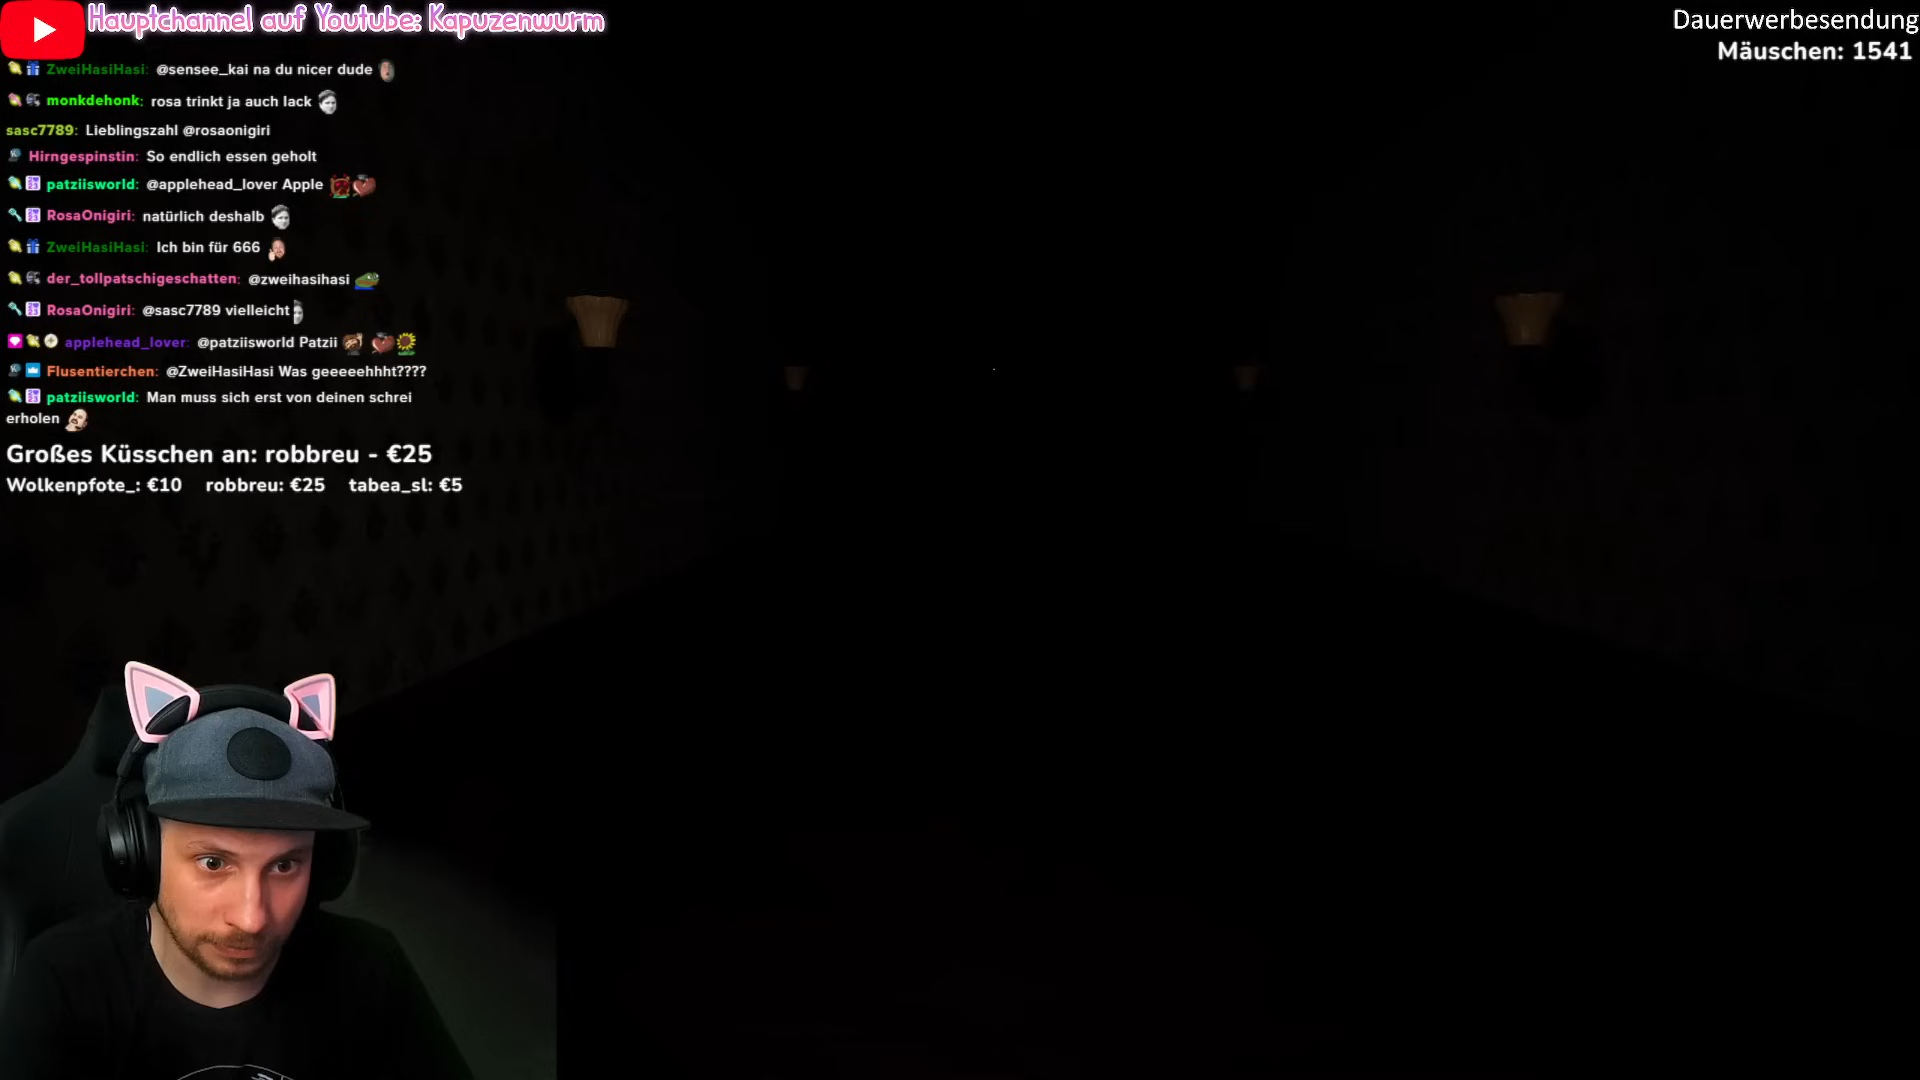 Hauptchannel auf Youtube: Kapuzenwurm
Dauerwerbesendung
Mäuschen: 1541
ZweiHasiHasi: @sensee_kai na du nicer dude
monkdehonk: rosa trinkt ja auch lack
sasc7789: Lieblingszahl @rosaonigiri
Hirngespinstin: So endlich essen geholt
patziisworld: @applehead_lover Apple
RosaOnigiri: natürlich deshalb
ZweiHasiHasi: Ich bin für 666
der_tollpatschigeschatten: @zweihasihasi
RosaOnigiri: @sasc7789 vielleicht
applehead_lover: @patziisworld Patzii
Flusentierchen: @ZweiHasiHasi Was geeeeehhht????
patziisworld: Man muss sich erst von deinen schrei
erholen
Großes Küsschen an: robbreu - €25
Wolkenpfote_: €10 robbreu: €25 tabea_sl: €5